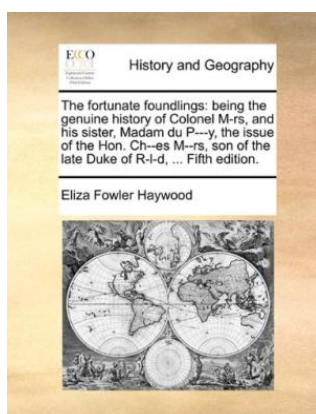 ECCO
History and Geography
The fortunate foundlings: being the
genuine history of Colonel M-rs, and
his sister, Madam du P---y, the issue
of the Hon. Ch--es M--rs, son of the
late Duke of R-l-d, ... Fifth edition.
Eliza Fowler Haywood